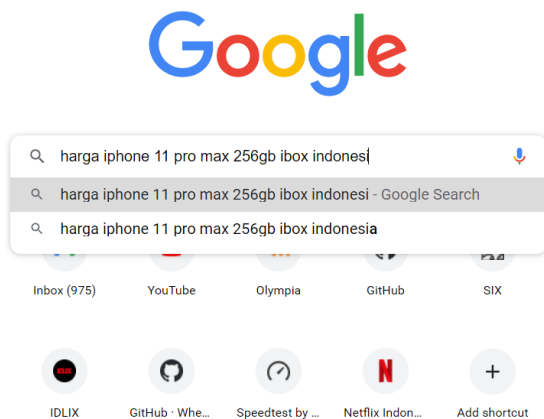 Google
harga iphone 11 pro max 256gb ibox indonesi
harga iphone 11 pro max 256gb ibox indonesi - Google Search
harga iphone 11 pro max 256gb ibox indonesia
Inbox (975) YouTube Olympia GitHub SIX
IDLIX
N
IDLIX GitHub · Whe... Speedtest by ... Netflix Indon... Add shortcut